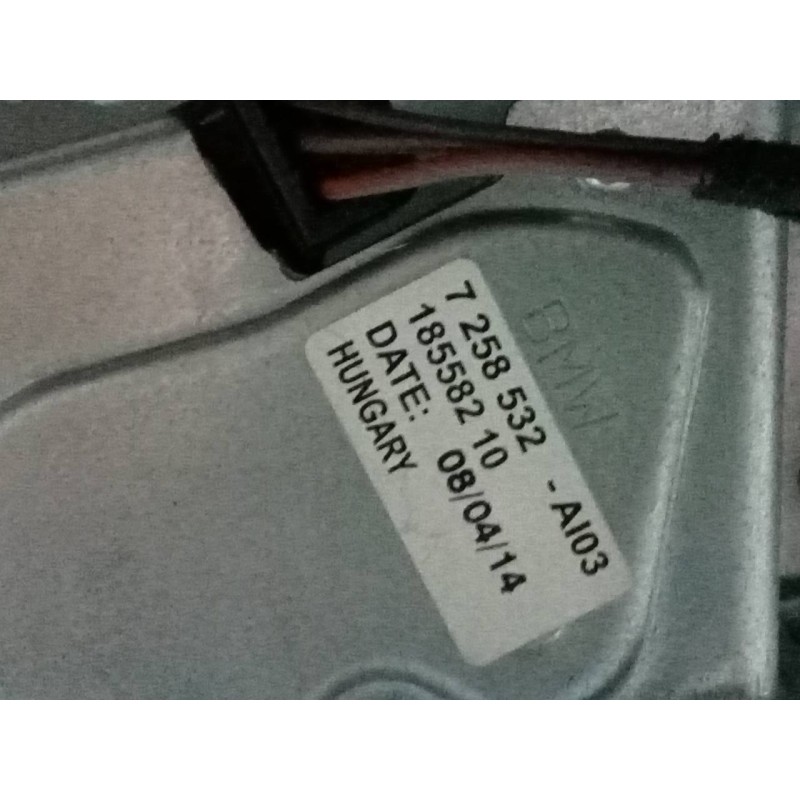 7 258 532 - AI03
185582 10
DATE: 08/04/14
HUNGARY
BMW